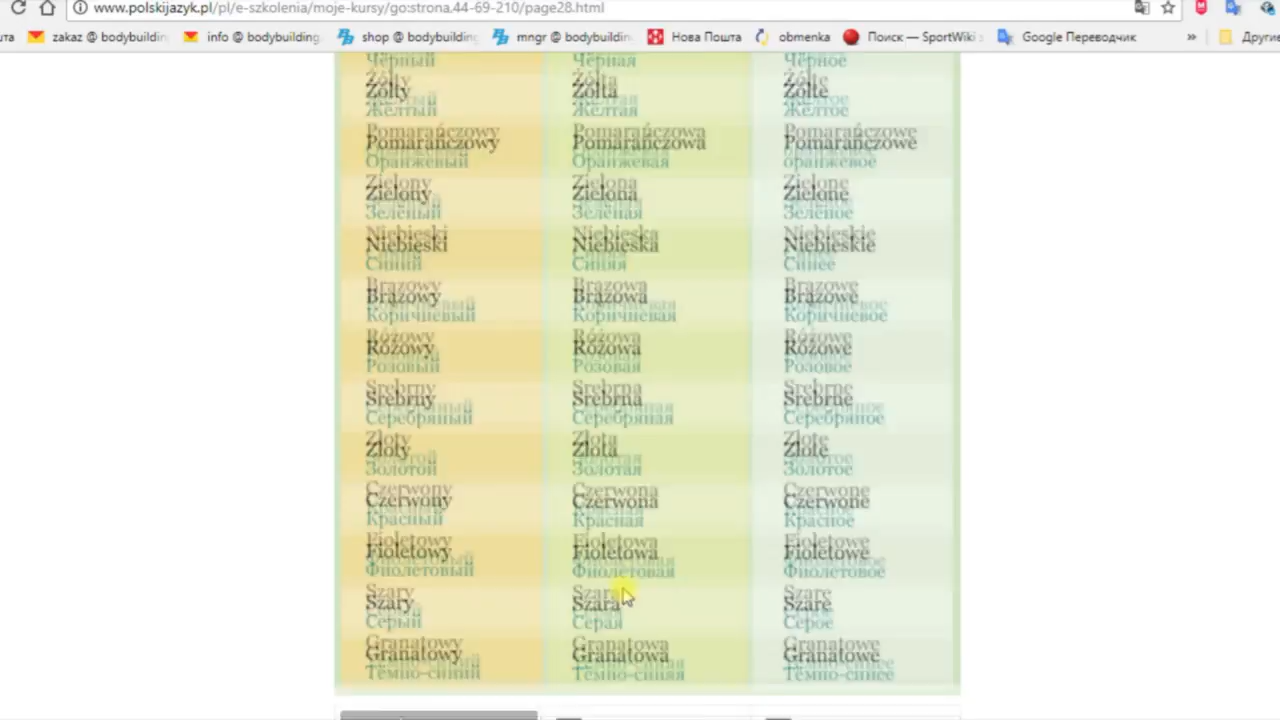 www.polskijazyk.pl/pl/e-szkolenia/moje-kursy/go:strona,44-69-210/page28.html
та zakaz @ bodybuildin info @ bodybuilding shop @ bodybuildin mngr @ bodybuildin Нова Пошта obmenka Поиск — SportWiki Google Переводчик » Другие
Чёрный Чёрная Чёрное
Żółty Żółta Żółte
Жёлтый Жёлтая Жёлтое
Pomarańczowy Pomarańczowa Pomarańczowe
Оранжевый Оранжевая оранжевое
Zielony Zielona Zielone
Зелёный Зелёная Зелёное
Niebieski Niebieska Niebieskie
Синий Синяя Синее
Brązowy Brązowa Brązowe
Коричневый Коричневая Коричневое
Różowy Różowa Różowe
Розовый Розовая Розовое
Srebrny Srebrna Srebrne
Серебряный Серебряная Серебряное
Złoty Złota Złote
Золотой Золотая Золотое
Czerwony Czerwona Czerwone
Красный Красная Красное
Fioletowy Fioletowa Fioletowe
Фиолетовый Фиолетовая Фиолетовое
Szary Szara Szare
Серый Серая Серое
Granatowy Granatowa Granatowe
Тёмно-синий Тёмно-синяя Тёмно-синее